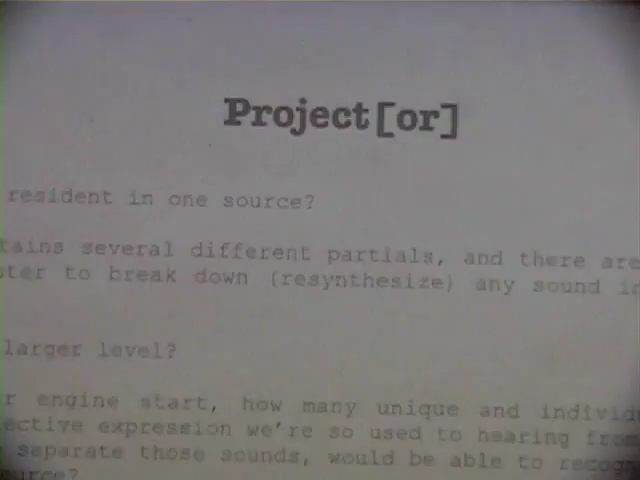 Project[or]
resident in one source?
tains several different partials, and there are
ter to break down (resynthesize) any sound in
larger level?
r engine start, how many unique and individ
ective expression we're so used to hearing from
separate those sounds, would be able to recog
urce?